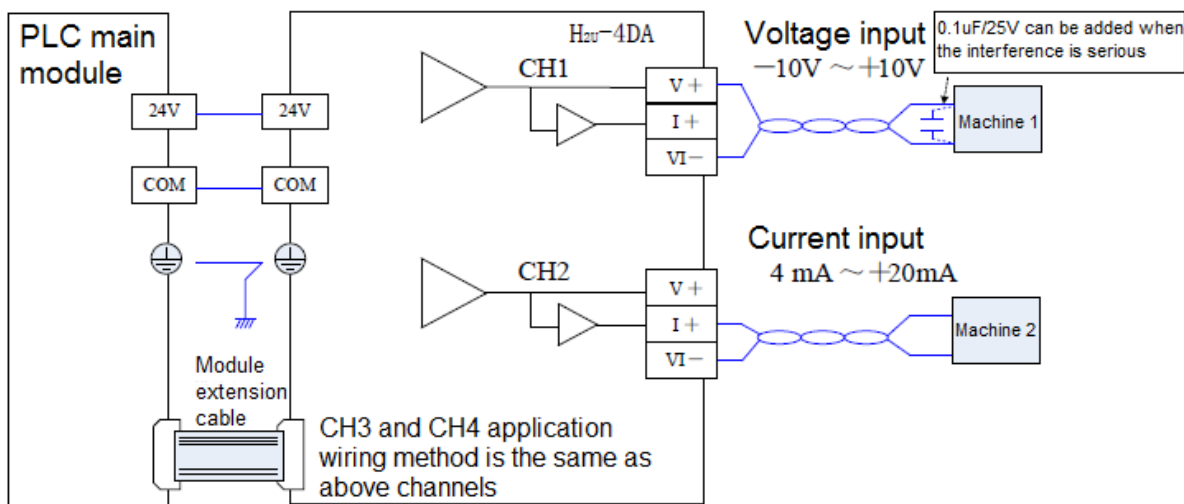 PLC main
module
24V
24V
COM
COM
Module
extension
cable
H2U-4DA
CH1
V+
I+
VI-
Voltage input
-10V ~ +10V
0.1uF/25V can be added when
the interference is serious
Machine 1
CH2
V+
I+
VI-
Current input
4 mA ~ +20mA
Machine 2
CH3 and CH4 application
wiring method is the same as
above channels